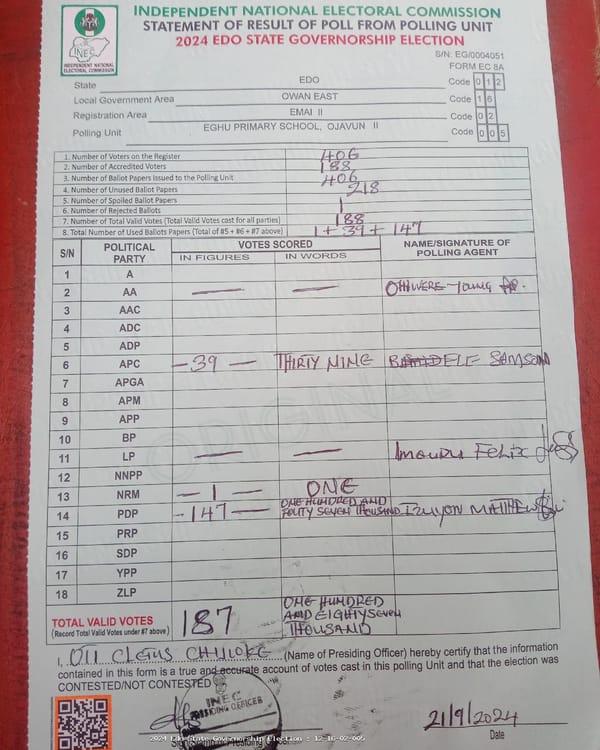 INDEPENDENT NATIONAL ELECTORAL COMMISSION
STATEMENT OF RESULT OF POLL FROM POLLING UNIT
2024 EDO STATE GOVERNORSHIP ELECTION
INEC
INDEPENDENT NATIONAL ELECTORAL COMMISSION
S/N: EG/0004051
FORM EC 8A
State EDO Code 0 1 2
Local Government Area OWAN EAST Code 1 6
Registration Area EMAI II Code 0 2
Polling Unit EGHU PRIMARY SCHOOL, OJAVUN II Code 0 0 5
1. Number of Voters on the Register 406
2. Number of Accredited Voters 188
3. Number of Ballot Papers Issued to the Polling Unit 406
4. Number of Unused Ballot Papers 218
5. Number of Spoiled Ballot Papers 1
6. Number of Rejected Ballots
7. Number of Total Valid Votes (Total Valid Votes cast for all parties) 188
8. Total Number of Used Ballots Papers (Total of #5 + #6 + #7 above) 1 + 39 + 147
S/N POLITICAL PARTY VOTES SCORED NAME/SIGNATURE OF POLLING AGENT
IN FIGURES IN WORDS
1 A
2 AA — — OHIWERE YOUNG
3 AAC
4 ADC
5 ADP
6 APC - 39 - THIRTY NINE BAMIDELE SAMSON
7 APGA
8 APM
9 APP
10 BP
11 LP — — FELIX
12 NNPP
13 NRM - 1 - ONE
14 PDP - 147 - ONE HUNDRED AND FOUTY SEVEN THOUSAND MATTHEW
15 PRP
16 SDP
17 YPP
18 ZLP
TOTAL VALID VOTES 187 ONE HUNDRED AND EIGHTY SEVEN THOUSAND
(Record Total Valid Votes under #7 above)
I, (Name of Presiding Officer) hereby certify that the information
contained in this form is a true and accurate account of votes cast in this polling Unit and that the election was
CONTESTED/NOT CONTESTED
INEC
PRESIDING OFFICER
21/9/2024
Date
2024 Edo State Governorship Election : 12-16-02-005
ORIGINAL